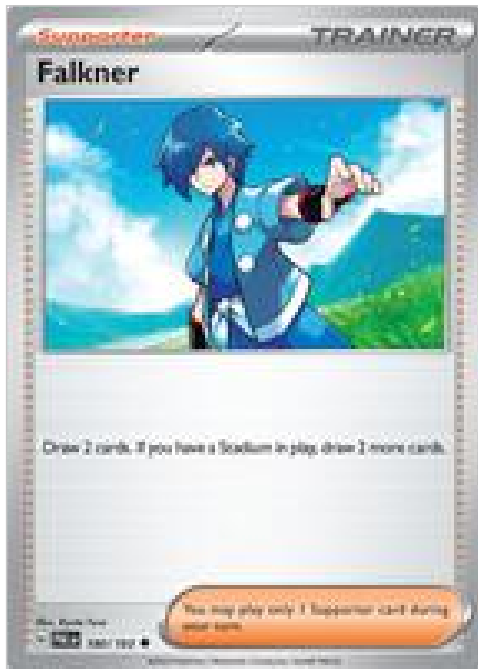 Supporter
TRAINER
Falkner
Draw 2 cards. If you have a Stadium in play, draw 2 more cards.
You may play only 1 Supporter card during
your turn.